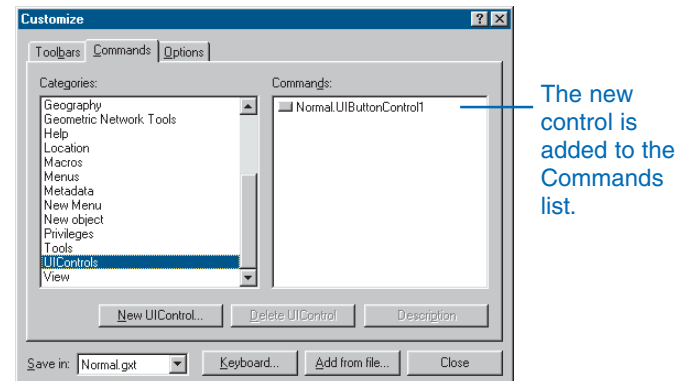 Customize
Toolbars Commands Options
Categories:
Commands:
Geography
Geometric Network Tools
Help
Location
Macros
Menus
Metadata
New Menu
New object
Privileges
Tools
UIControls
View
Normal.UIButtonControl1
New UIControl...
Delete UIControl
Description
Save in:
Normal.gxt
Keyboard...
Add from file...
Close
The new
control is
added to the
Commands
list.